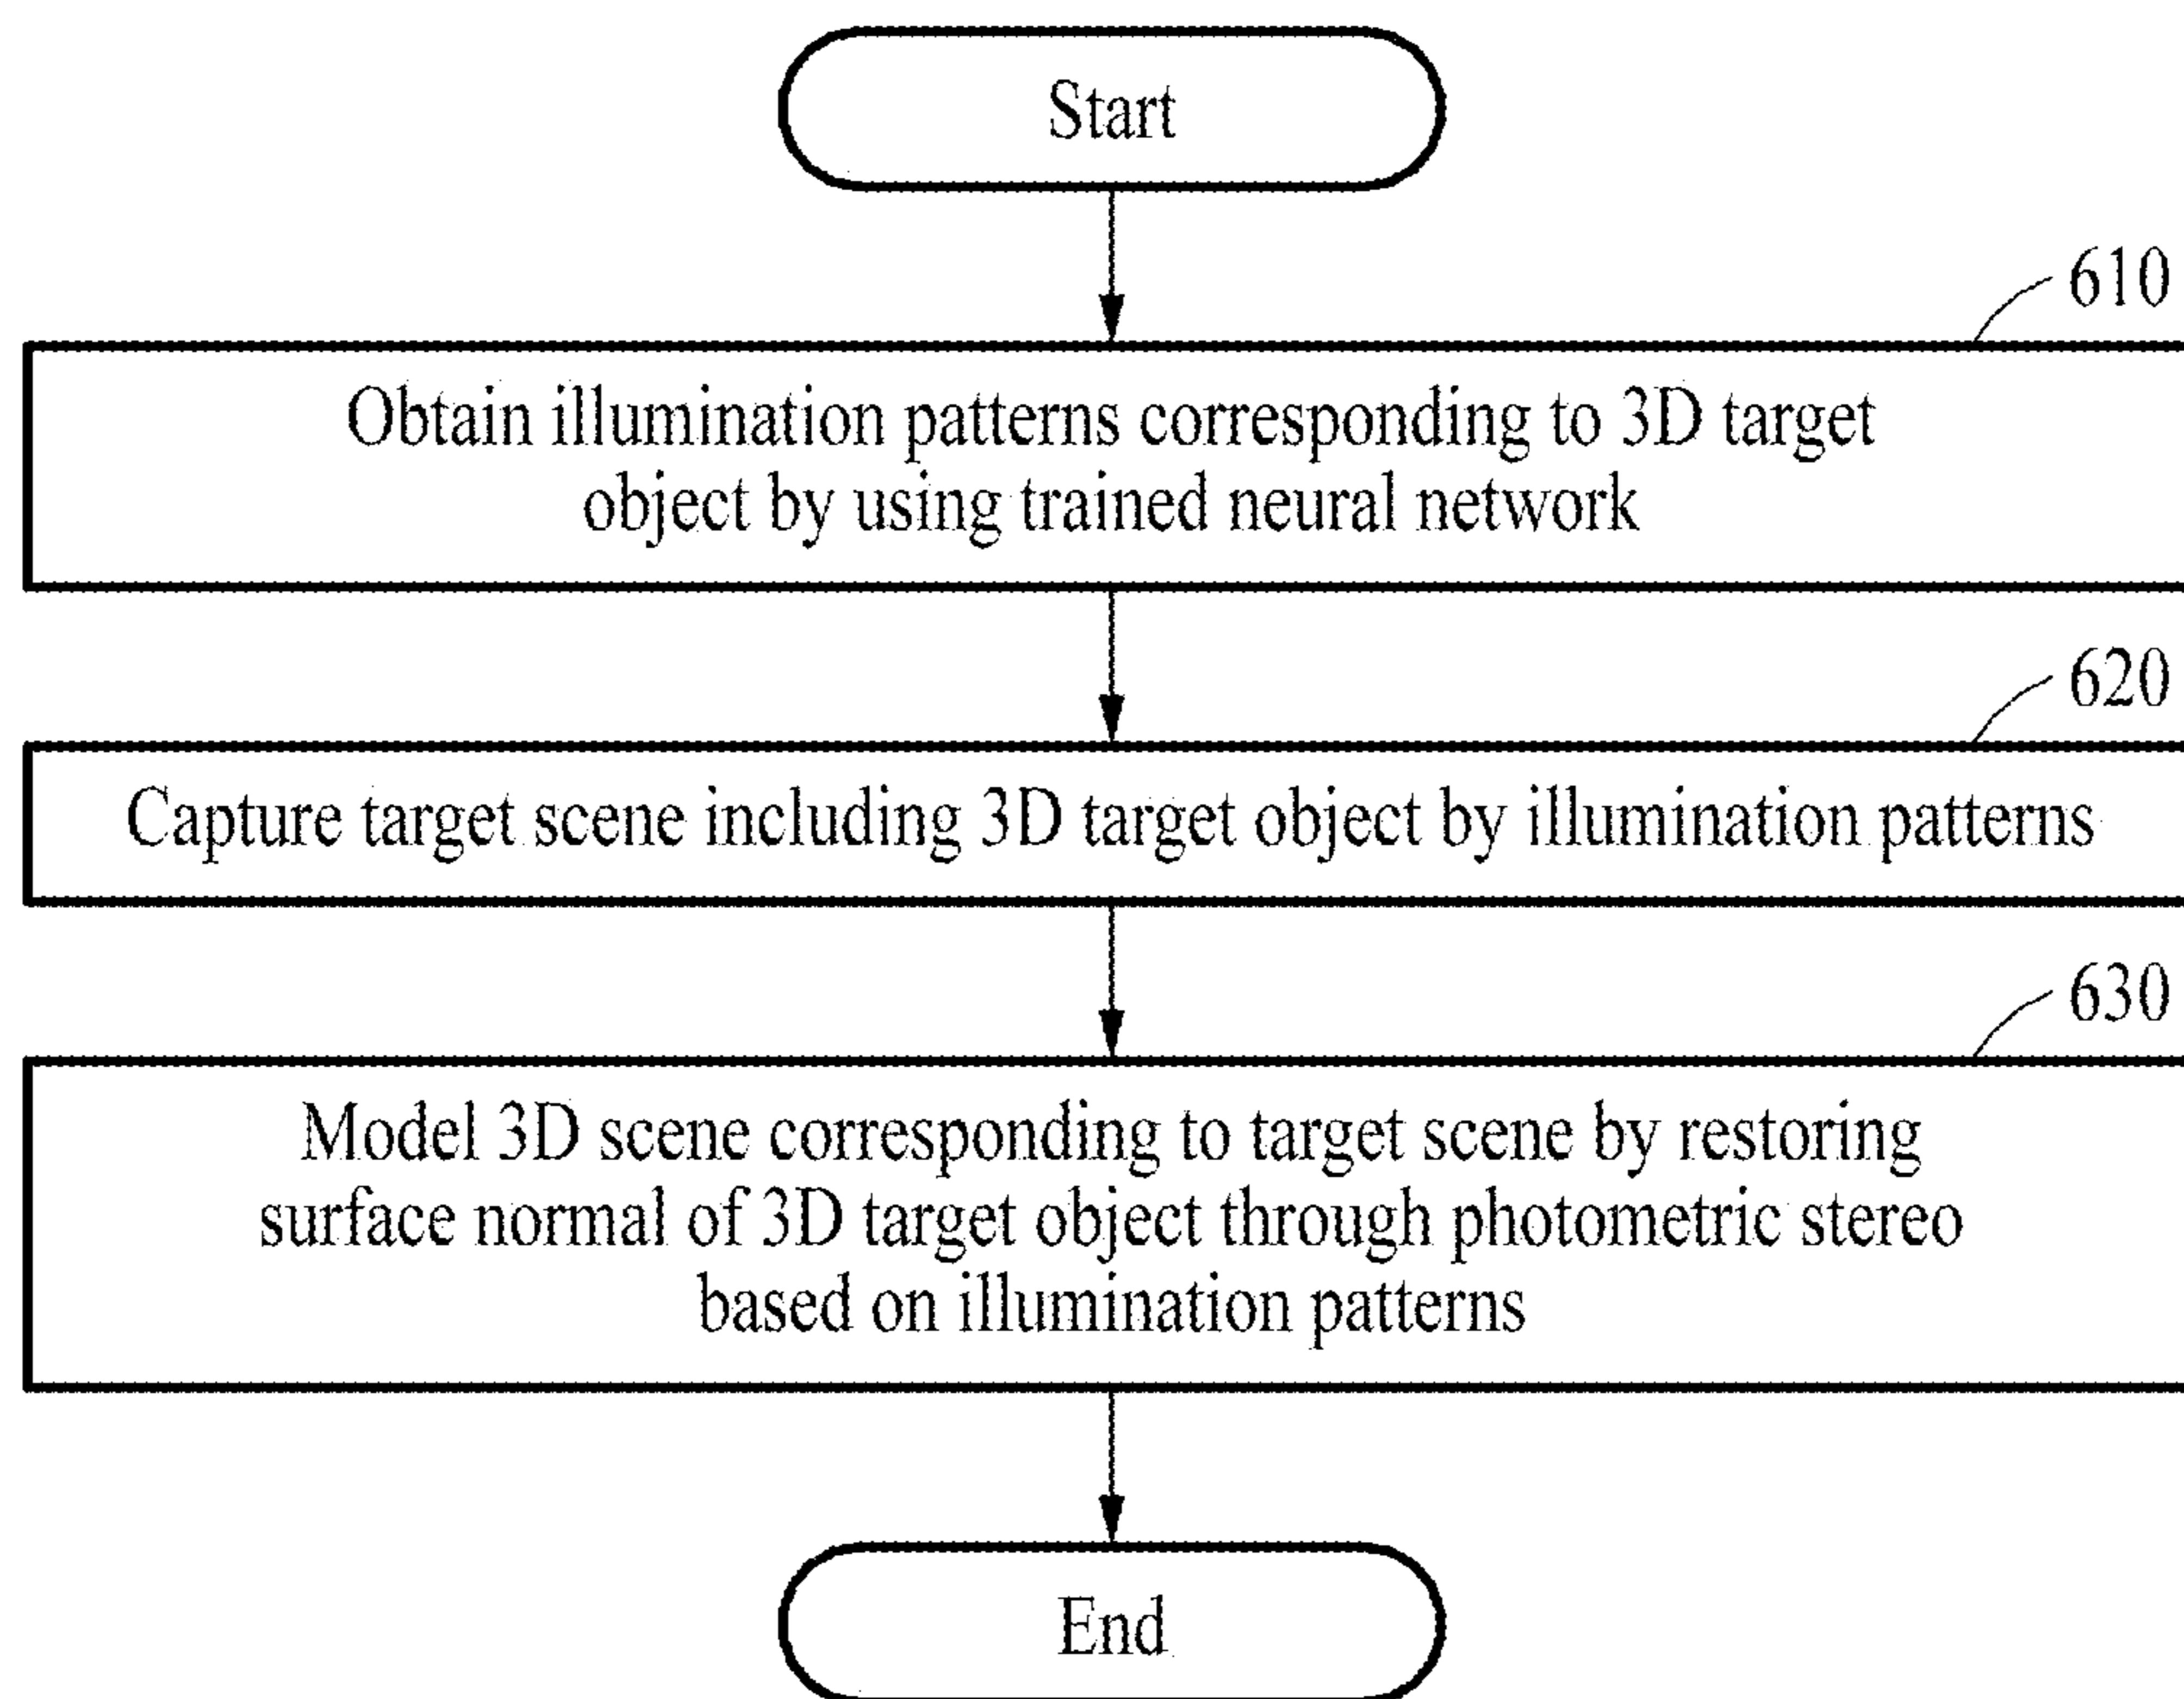 Start
610
Obtain illumination patterns corresponding to 3D target
object by using trained neural network
620
Capture target scene including 3D target object by illumination patterns
630
Model 3D scene corresponding to target scene by restoring
surface normal of 3D target object through photometric stereo
based on illumination patterns
End